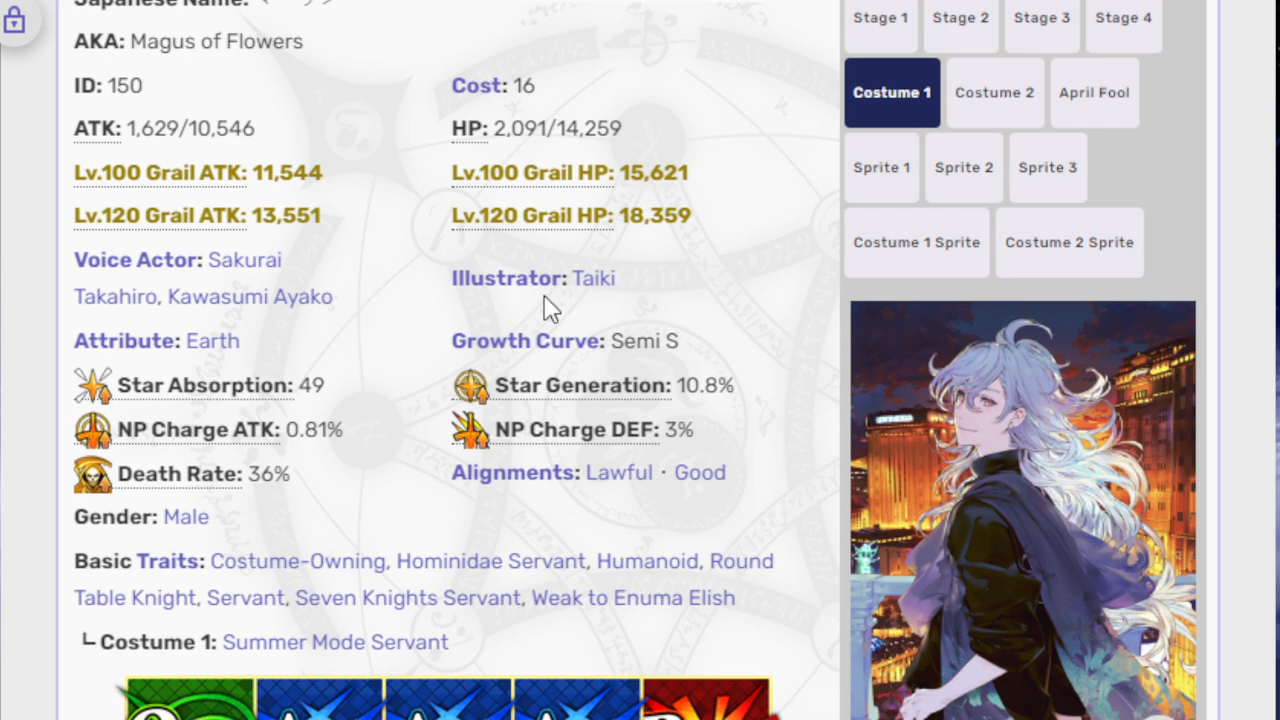 Japanese Name:
AKA: Magus of Flowers
ID: 150
Cost: 16
ATK: 1,629/10,546
HP: 2,091/14,259
Lv.100 Grail ATK: 11,544
Lv.100 Grail HP: 15,621
Lv.120 Grail ATK: 13,551
Lv.120 Grail HP: 18,359
Voice Actor: Sakurai
Takahiro, Kawasumi Ayako
Illustrator: Taiki
Attribute: Earth
Growth Curve: Semi S
Star Absorption: 49
Star Generation: 10.8%
NP Charge ATK: 0.81%
NP Charge DEF: 3%
Death Rate: 36%
Alignments: Lawful · Good
Gender: Male
Basic Traits: Costume-Owning, Hominidae Servant, Humanoid, Round
Table Knight, Servant, Seven Knights Servant, Weak to Enuma Elish
┗ Costume 1: Summer Mode Servant
Stage 1
Stage 2
Stage 3
Stage 4
Costume 1
Costume 2
April Fool
Sprite 1
Sprite 2
Sprite 3
Costume 1 Sprite
Costume 2 Sprite